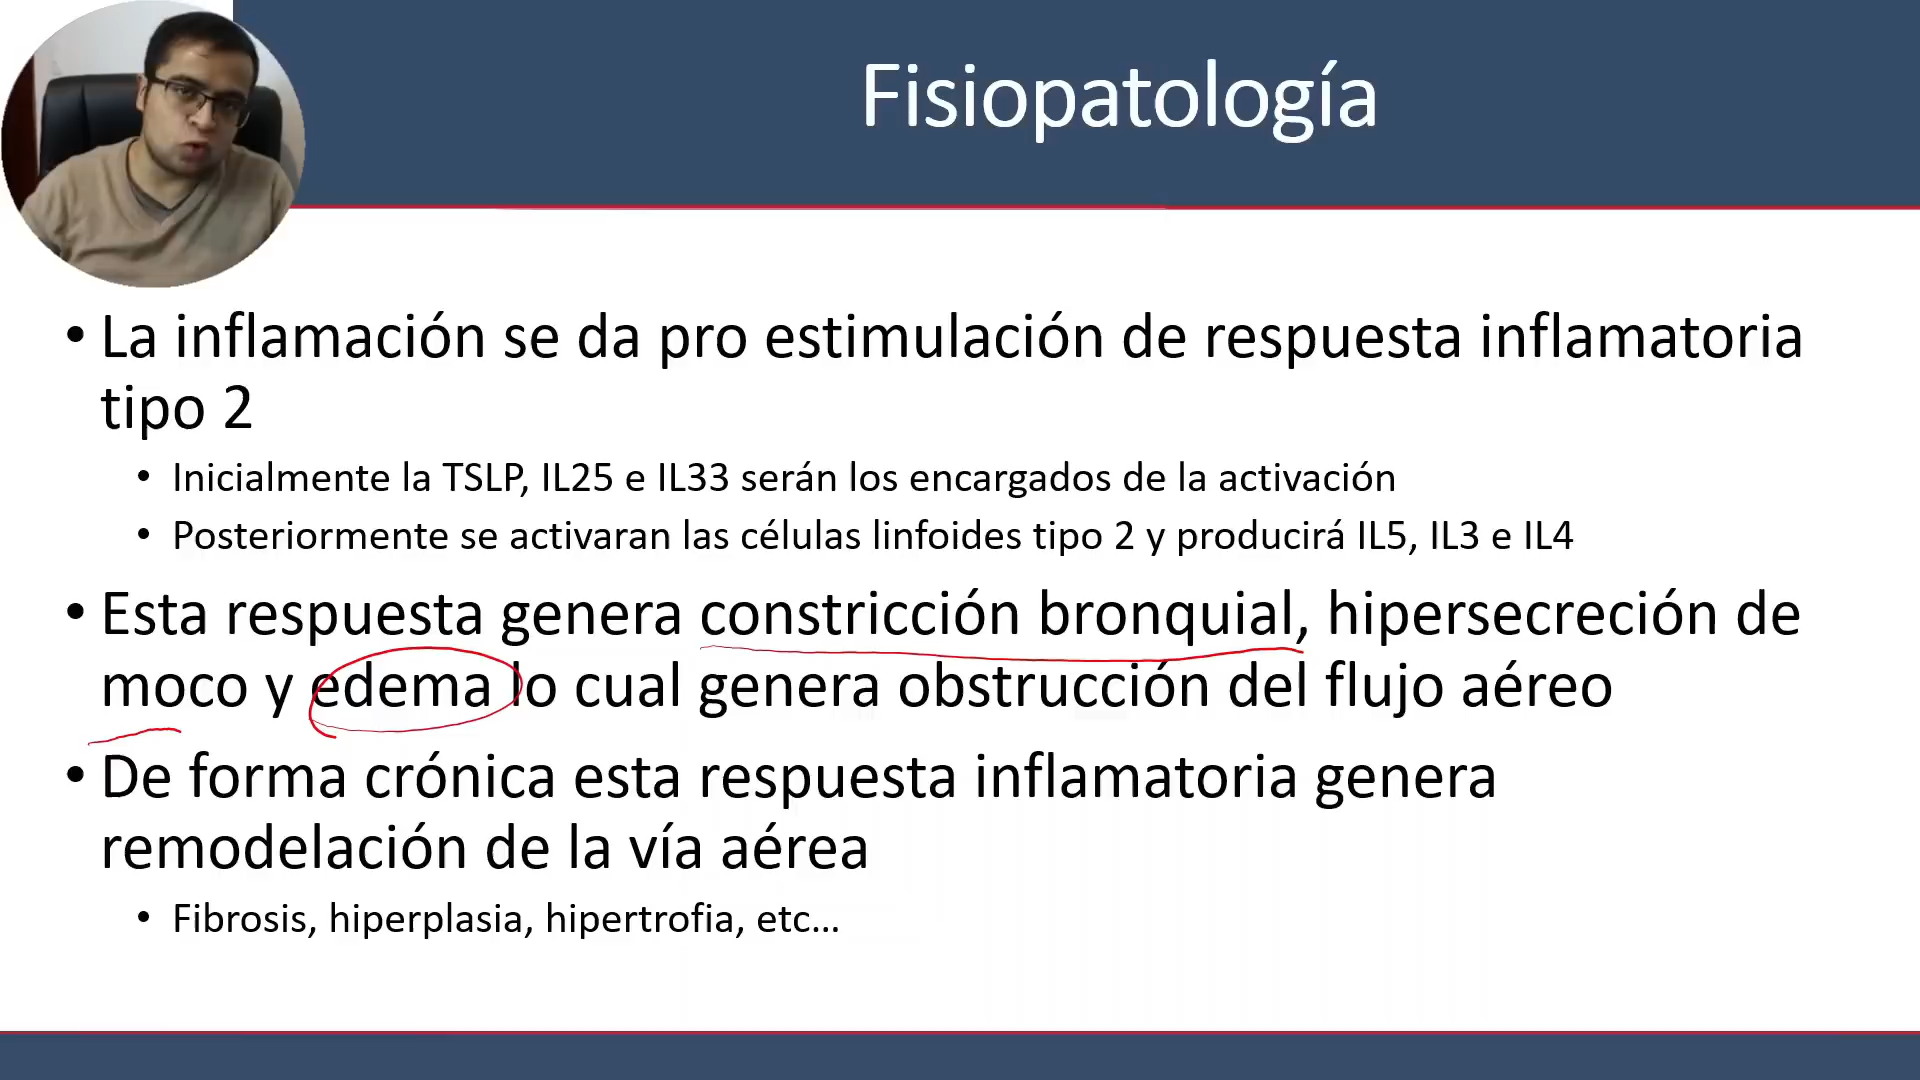 Fisiopatología
• La inflamación se da pro estimulación de respuesta inflamatoria
tipo 2
• Inicialmente la TSLP, IL25 e IL33 serán los encargados de la activación
• Posteriormente se activaran las células linfoides tipo 2 y producirá IL5, IL3 e IL4
• Esta respuesta genera constricción bronquial, hipersecreción de
moco y edema lo cual genera obstrucción del flujo aéreo
• De forma crónica esta respuesta inflamatoria genera
remodelación de la vía aérea
• Fibrosis, hiperplasia, hipertrofia, etc…